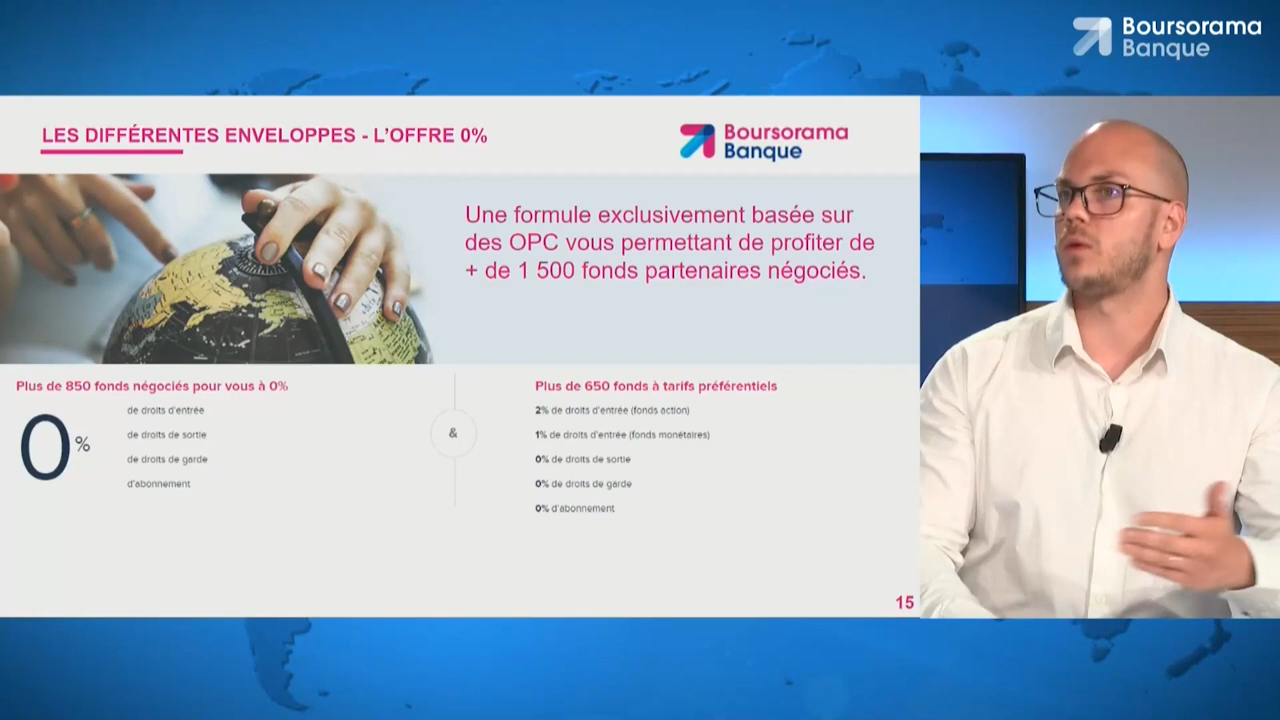 Boursorama
Banque
LES DIFFÉRENTES ENVELOPPES - L'OFFRE 0%
Boursorama
Banque
Une formule exclusivement basée sur
des OPC vous permettant de profiter de
+ de 1 500 fonds partenaires négociés.
Plus de 850 fonds négociés pour vous à 0%
0%
de droits d'entrée
de droits de sortie
de droits de garde
d'abonnement
&
Plus de 650 fonds à tarifs préférentiels
2% de droits d'entrée (fonds action)
1% de droits d'entrée (fonds monétaires)
0% de droits de sortie
0% de droits de garde
0% d'abonnement
15